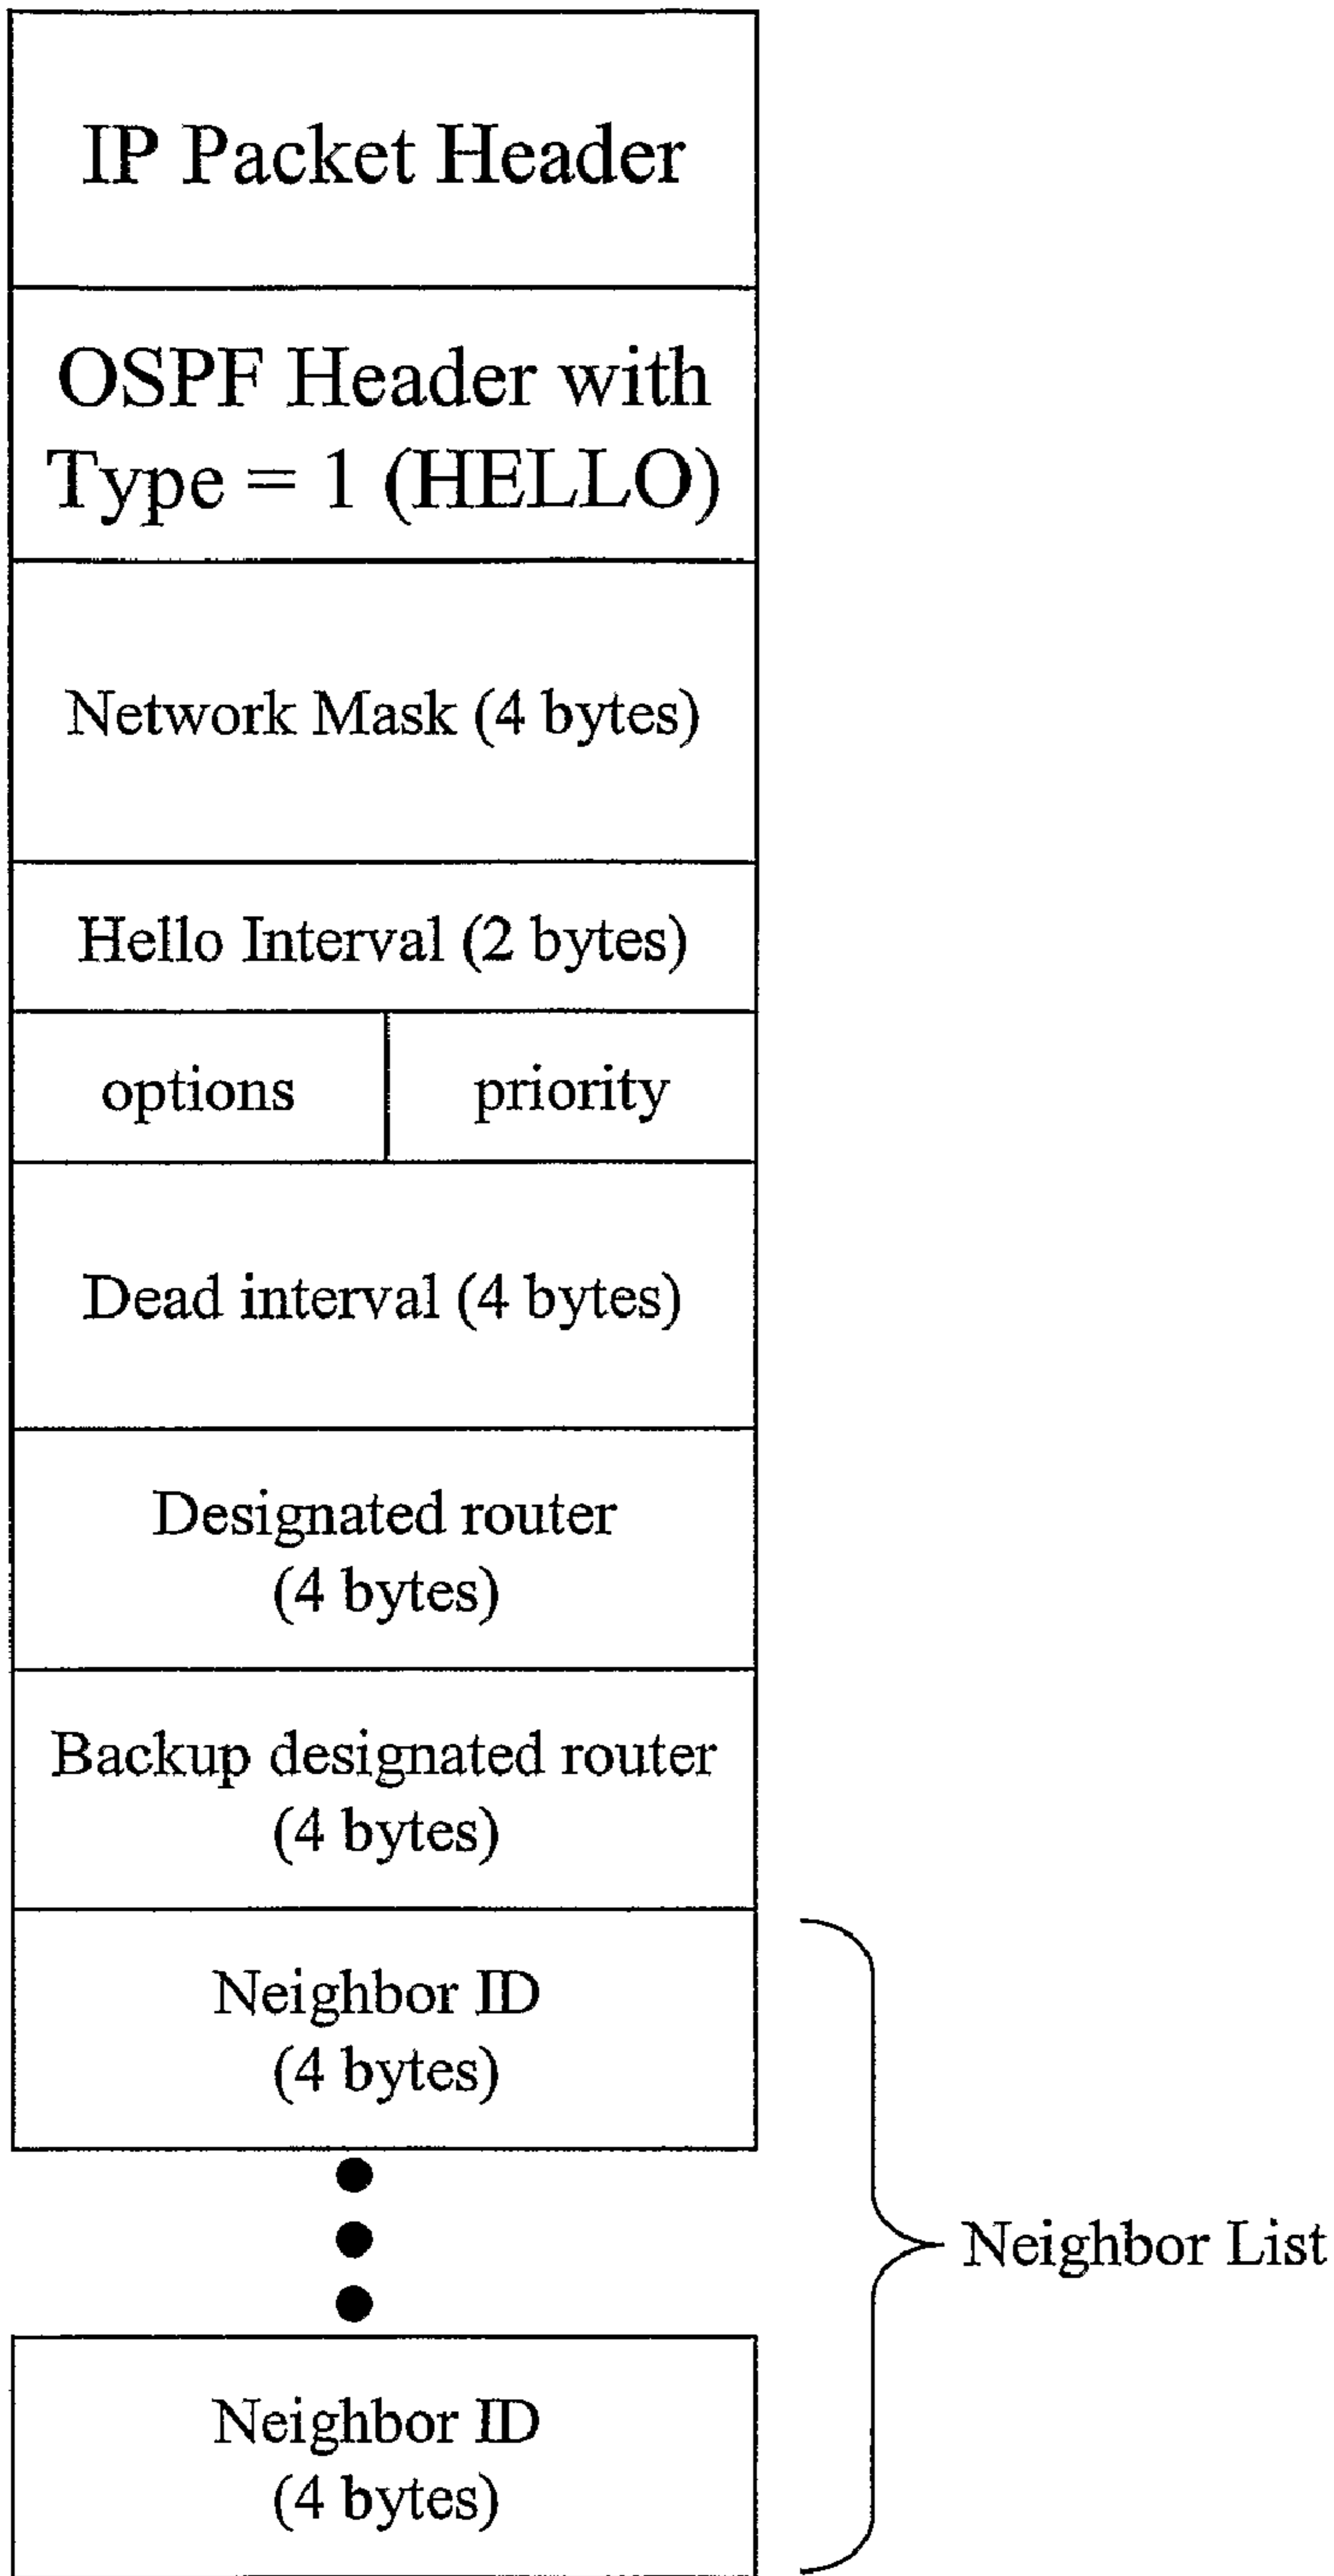 IP Packet Header
OSPF Header with
Type = 1 (HELLO)
Network Mask (4 bytes)
Hello Interval (2 bytes)
options
priority
Dead interval (4 bytes)
Designated router
(4 bytes)
Backup designated router
(4 bytes)
Neighbor ID
(4 bytes)
Neighbor List
Neighbor ID
(4 bytes)